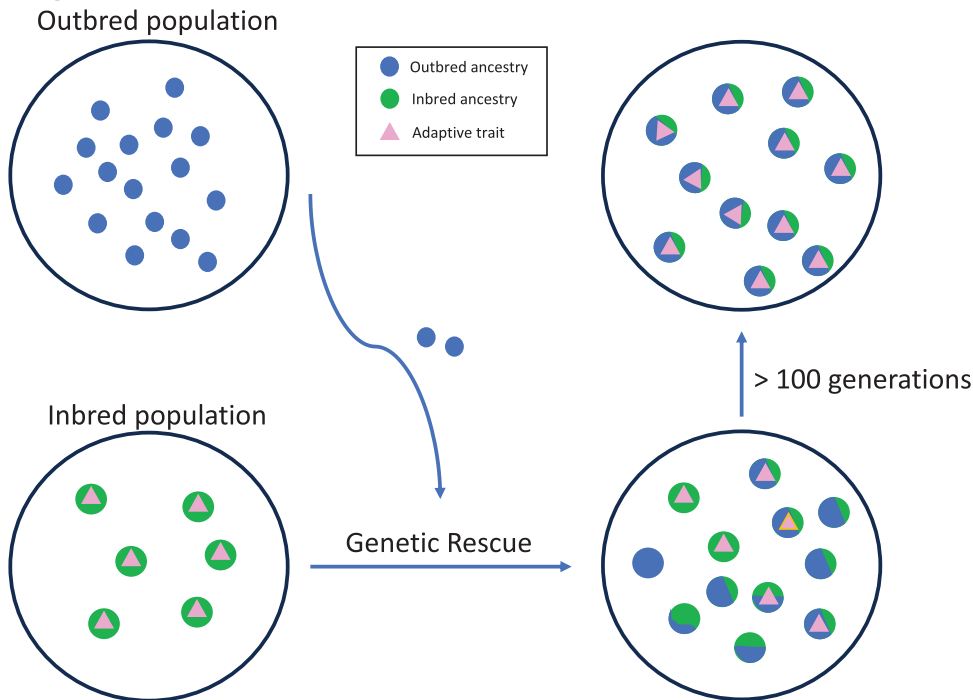 Outbred population
Outbred ancestry
Inbred ancestry
Adaptive trait
> 100 generations
Inbred population
Genetic Rescue